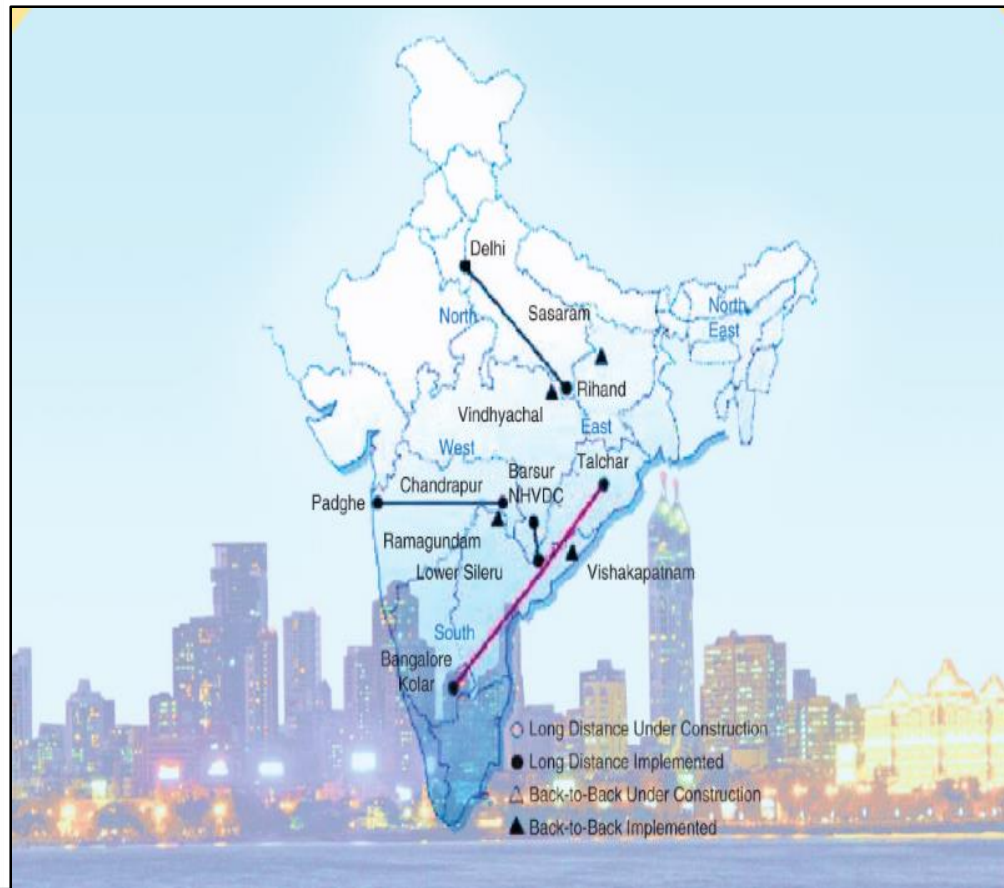 Delhi
North
Sasaram
North
East
Rihand
Vindhyachal
East
West
Talchar
Barsur
Chandrapur
NHVDC
Padghe
Ramagundam
Lower Sileru
Vishakapatnam
South
Bangalore
Kolar
Long Distance Under Construction
Long Distance Implemented
Back-to-Back Under Construction
Back-to-Back Implemented